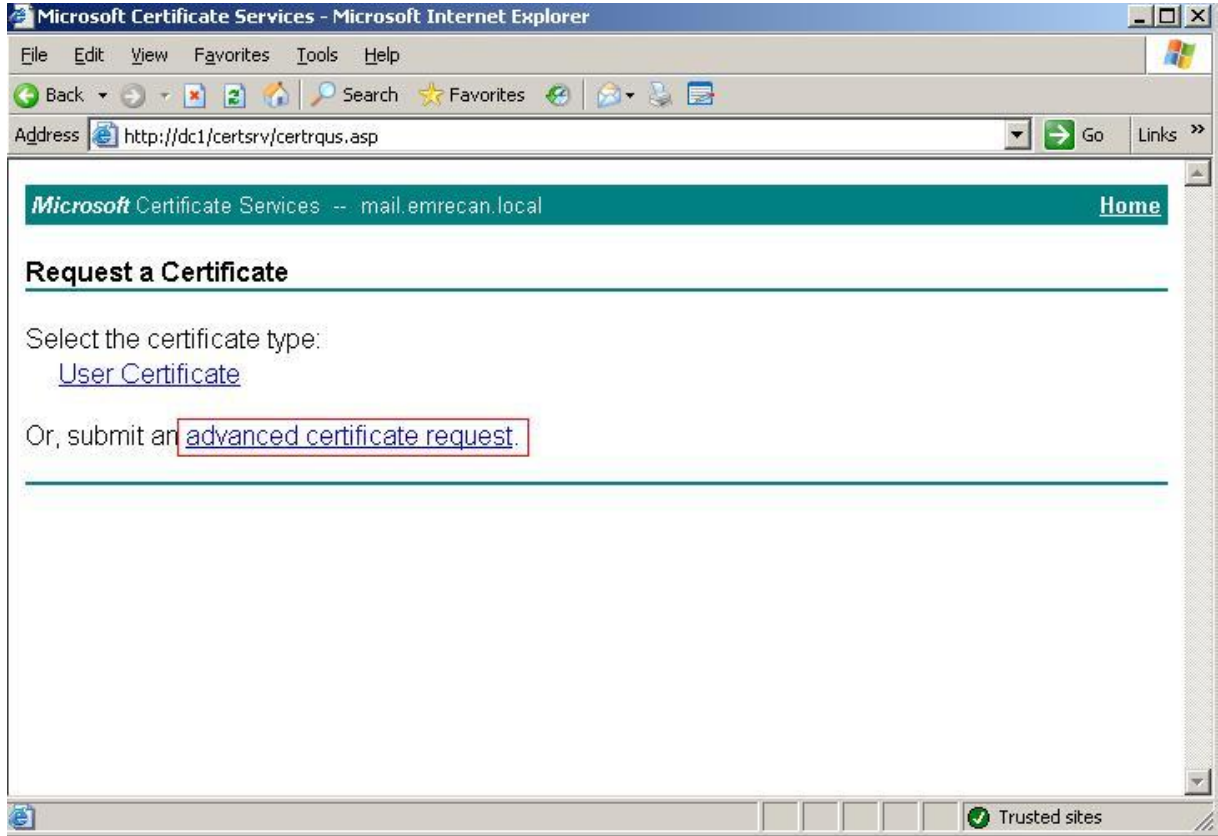 Microsoft Certificate Services - Microsoft Internet Explorer
File Edit View Favorites Tools Help
Back Search Favorites
Address http://dc1/certsrv/certrqus.asp Go Links »
Microsoft Certificate Services -- mail.emrecan.local Home
Request a Certificate
Select the certificate type:
User Certificate
Or, submit an advanced certificate request.
Trusted sites